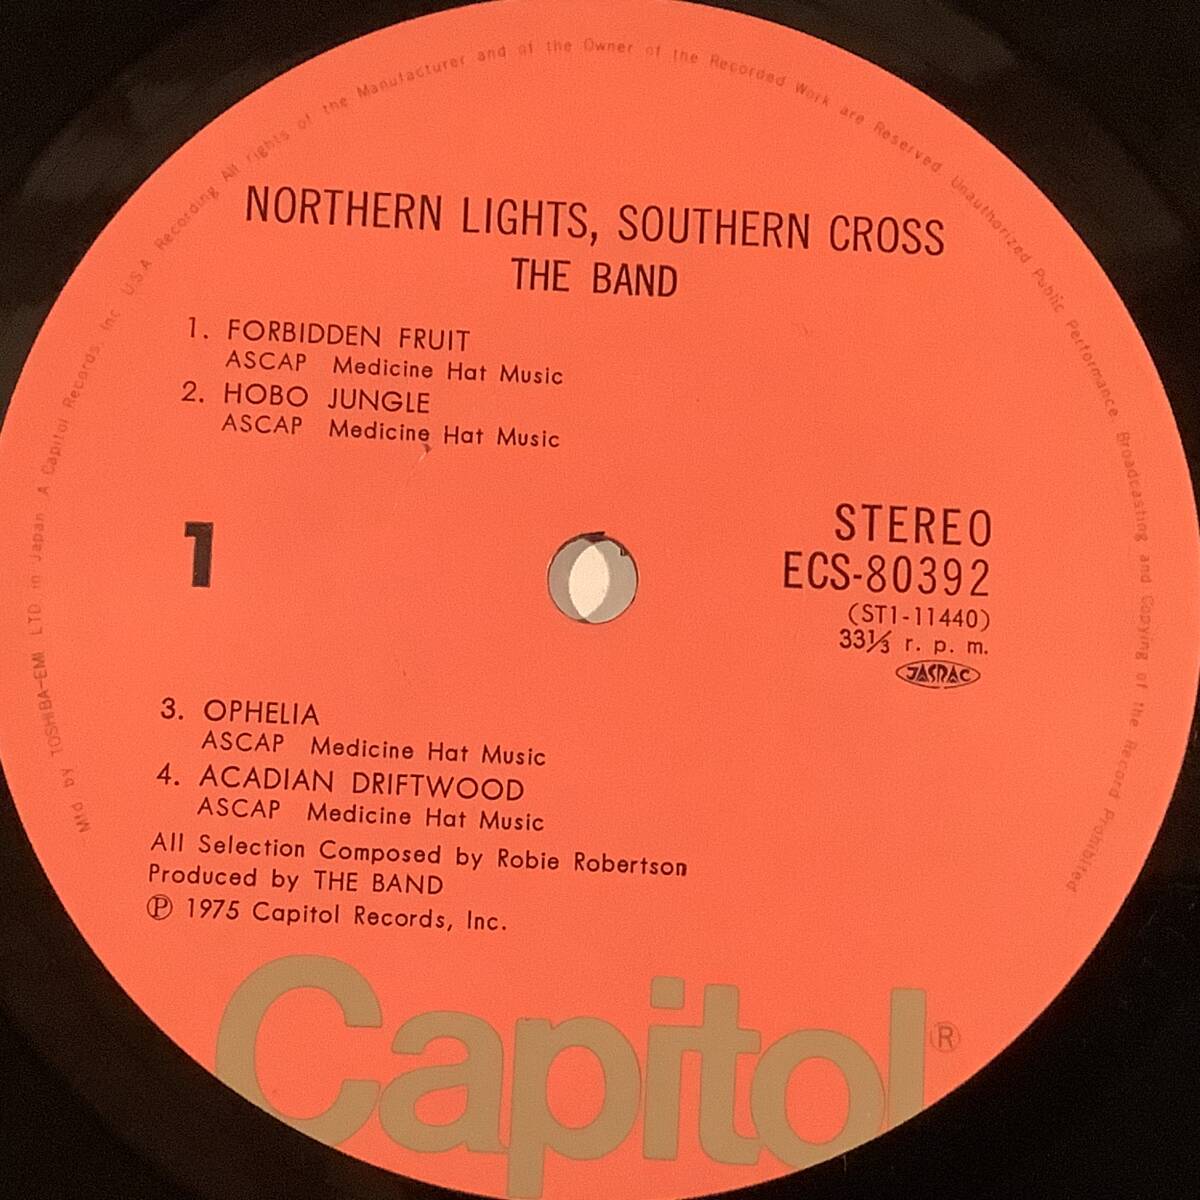 Mfd by TOSHIBA-EMI LTD. in Japan A Capitol Records, Inc. U.S.A Recording All rights of the Manufacturer and of the Owner of the Recorded Work are Reserved Unauthorized Public Performance Broadcasting and Copying of the Record Prohibited
NORTHERN LIGHTS, SOUTHERN CROSS
THE BAND
1. FORBIDDEN FRUIT
ASCAP Medicine Hat Music
2. HOBO JUNGLE
ASCAP Medicine Hat Music
1
STEREO
ECS-80392
(ST1-11440)
33⅓ r. p. m.
JASRAC
3. OPHELIA
ASCAP Medicine Hat Music
4. ACADIAN DRIFTWOOD
ASCAP Medicine Hat Music
All Selection Composed by Robie Robertson
Produced by THE BAND
℗ 1975 Capitol Records, Inc.
Capitol®